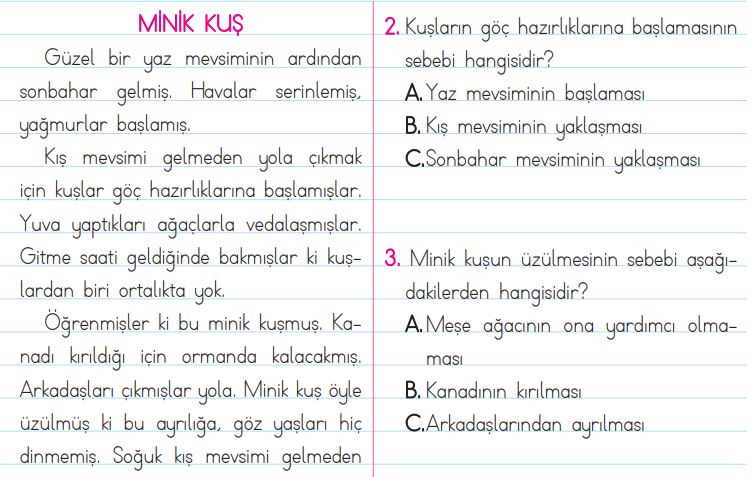 MİNİK KUŞ
Güzel bir yaz mevsiminin ardından
sonbahar gelmiş. Havalar serinlemiş,
yağmurlar başlamış.
Kış mevsimi gelmeden yola çıkmak
için kuşlar göç hazırlıklarına başlamışlar.
Yuva yaptıkları ağaçlarla vedalaşmışlar.
Gitme saati geldiğinde bakmışlar ki kuş-
lardan biri ortalıkta yok.
Öğrenmişler ki bu minik kuşmuş. Ka-
nadı kırıldığı için ormanda kalacakmış.
Arkadaşları çıkmışlar yola. Minik kuş öyle
üzülmüş ki bu ayrılığa, göz yaşları hiç
dinmemiş. Soğuk kış mevsimi gelmeden
2. Kuşların göç hazırlıklarına başlamasının
sebebi hangisidir?
A. Yaz mevsiminin başlaması
B. Kış mevsiminin yaklaşması
C. Sonbahar mevsiminin yaklaşması
3. Minik kuşun üzülmesinin sebebi aşağı-
dakilerden hangisidir?
A. Meşe ağacının ona yardımcı olma-
ması
B. Kanadının kırılması
C. Arkadaşlarından ayrılması